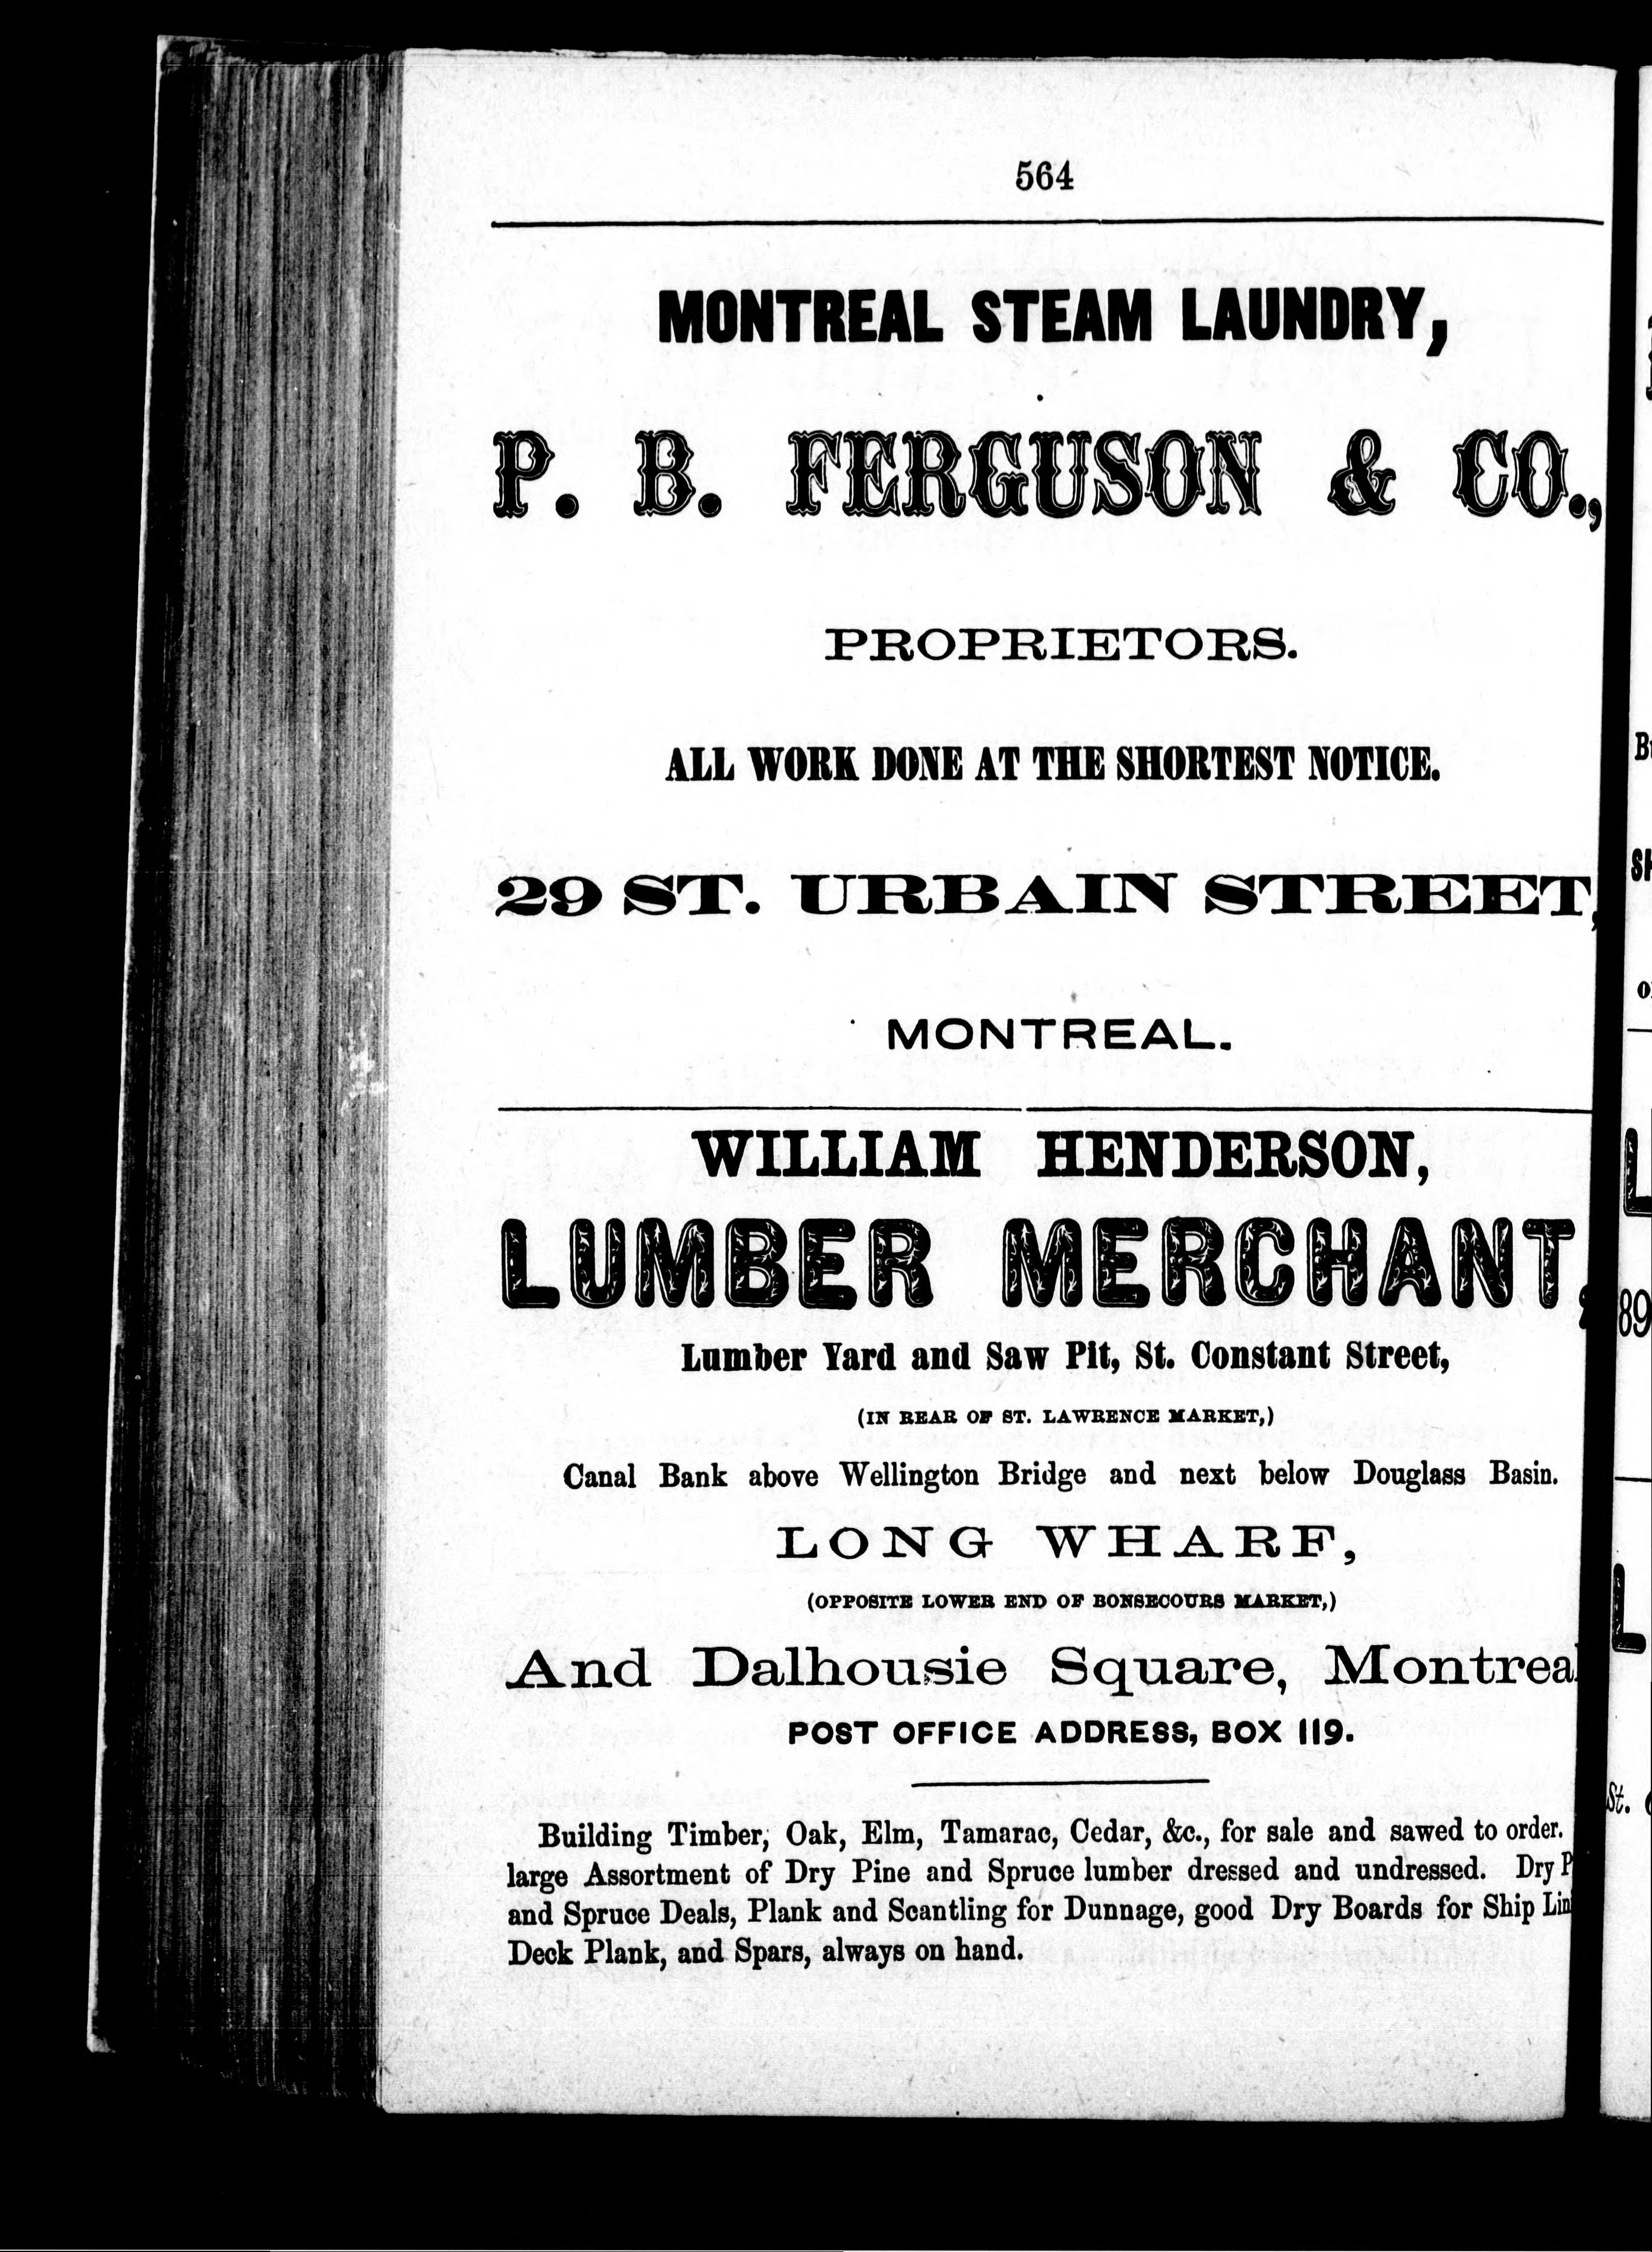 564
MONTREAL STEAM LAUNDRY,
P. B. FERGUSON & CO.,
PROPRIETORS.
ALL WORK DONE AT THE SHORTEST NOTICE.
29 ST. URBAIN STREET,
MONTREAL.
WILLIAM HENDERSON,
LUMBER MERCHANT,
Lumber Yard and Saw Pit, St. Constant Street,
(IN REAR OF ST. LAWRENCE MARKET,)
Canal Bank above Wellington Bridge and next below Douglass Basin.
LONG WHARF,
(OPPOSITE LOWER END OF BONSECOURS MARKET,)
And Dalhousie Square, Montreal
POST OFFICE ADDRESS, BOX 119.
Building Timber, Oak, Elm, Tamarac, Cedar, &c., for sale and sawed to order.
large Assortment of Dry Pine and Spruce lumber dressed and undressed. Dry
and Spruce Deals, Plank and Scantling for Dunnage, good Dry Boards for Ship
Deck Plank, and Spars, always on hand.
89
St.